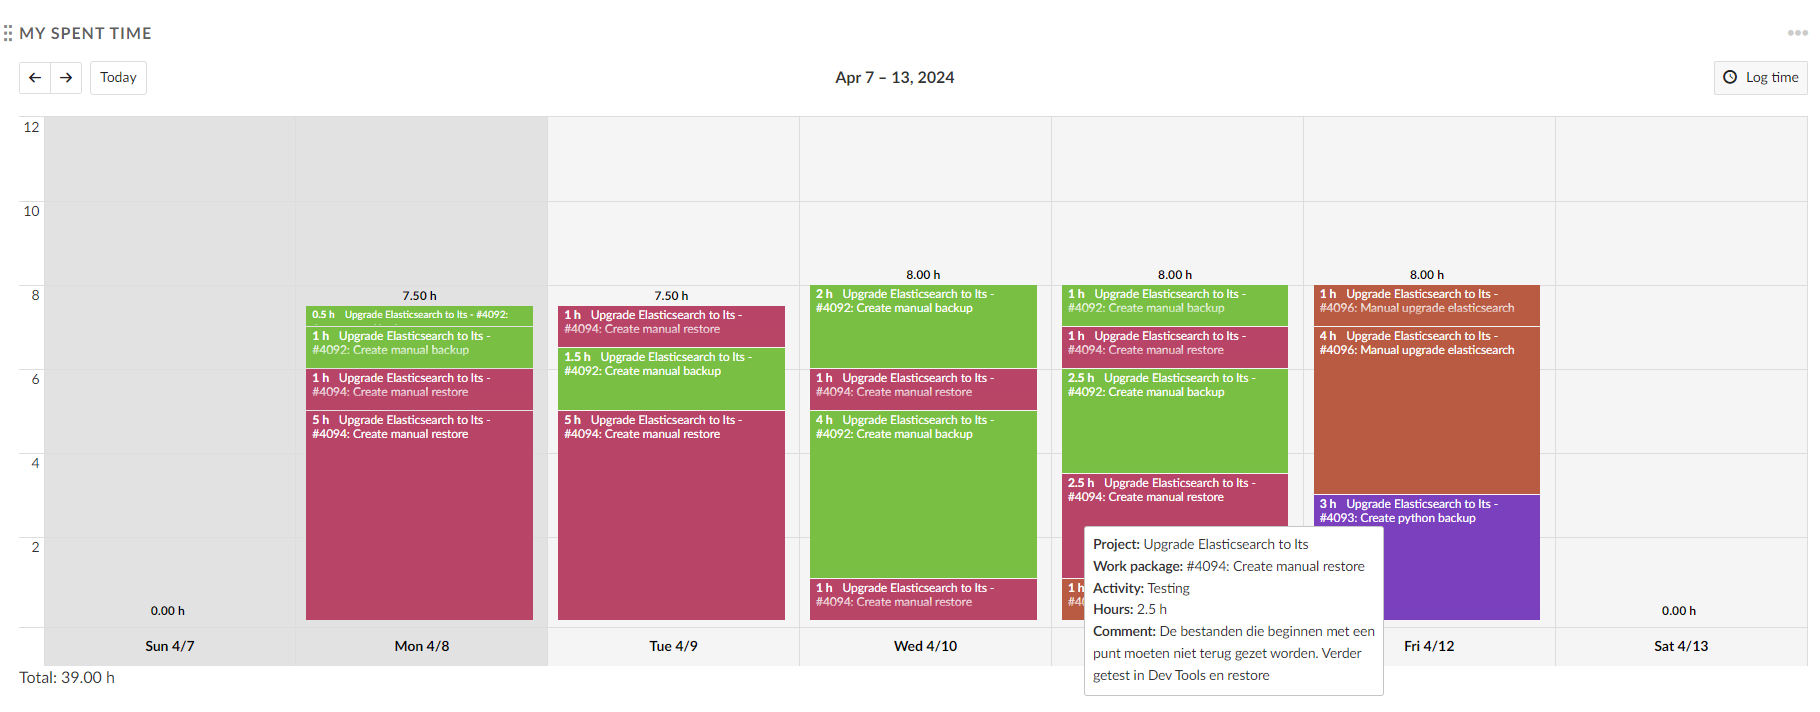 MY SPENT TIME
Today
Apr 7 – 13, 2024
Log time
12
10
8
6
4
2
0.00 h
Sun 4/7
7.50 h
0.5 h Upgrade Elasticsearch to lts - #4092:
1 h Upgrade Elasticsearch to lts -
#4092: Create manual backup
1 h Upgrade Elasticsearch to lts -
#4094: Create manual restore
5 h Upgrade Elasticsearch to lts -
#4094: Create manual restore
Mon 4/8
7.50 h
1 h Upgrade Elasticsearch to lts -
#4094: Create manual restore
1.5 h Upgrade Elasticsearch to lts -
#4092: Create manual backup
5 h Upgrade Elasticsearch to lts -
#4094: Create manual restore
Tue 4/9
8.00 h
2 h Upgrade Elasticsearch to lts -
#4092: Create manual backup
1 h Upgrade Elasticsearch to lts -
#4094: Create manual restore
4 h Upgrade Elasticsearch to lts -
#4092: Create manual backup
1 h Upgrade Elasticsearch to lts -
#4094: Create manual restore
Wed 4/10
8.00 h
1 h Upgrade Elasticsearch to lts -
#4092: Create manual backup
1 h Upgrade Elasticsearch to lts -
#4094: Create manual restore
2.5 h Upgrade Elasticsearch to lts -
#4092: Create manual backup
2.5 h Upgrade Elasticsearch to lts -
#4094: Create manual restore
1 h
Project: Upgrade Elasticsearch to lts
Work package: #4094: Create manual restore
Activity: Testing
Hours: 2.5 h
Comment: De bestanden die beginnen met een
punt moeten niet terug gezet worden. Verder
getest in Dev Tools en restore
8.00 h
1 h Upgrade Elasticsearch to lts -
#4096: Manual upgrade elasticsearch
4 h Upgrade Elasticsearch to lts -
#4096: Manual upgrade elasticsearch
3 h Upgrade Elasticsearch to lts -
#4093: Create python backup
Fri 4/12
0.00 h
Sat 4/13
Total: 39.00 h